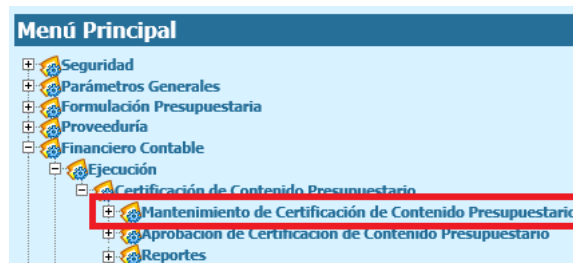 Menú Principal
Seguridad
Parámetros Generales
Formulación Presupuestaria
Proveeduría
Financiero Contable
Ejecución
Certificación de Contenido Presupuestario
Mantenimiento de Certificación de Contenido Presupuestario
Aprobación de Certificación de Contenido Presupuestario
Reportes